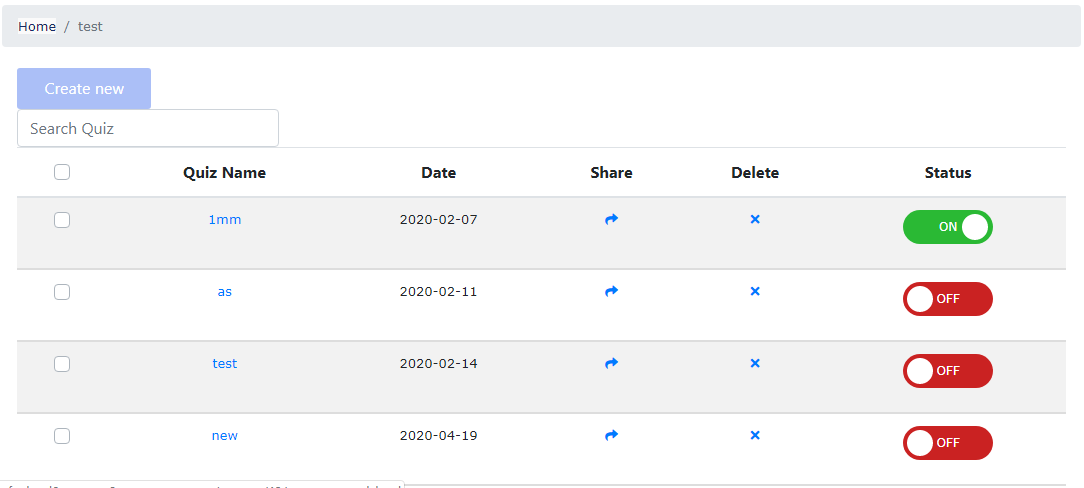 Home / test
Create new
Search Quiz
Quiz Name Date Share Delete Status
1mm 2020-02-07 ON
as 2020-02-11 OFF
test 2020-02-14 OFF
new 2020-04-19 OFF